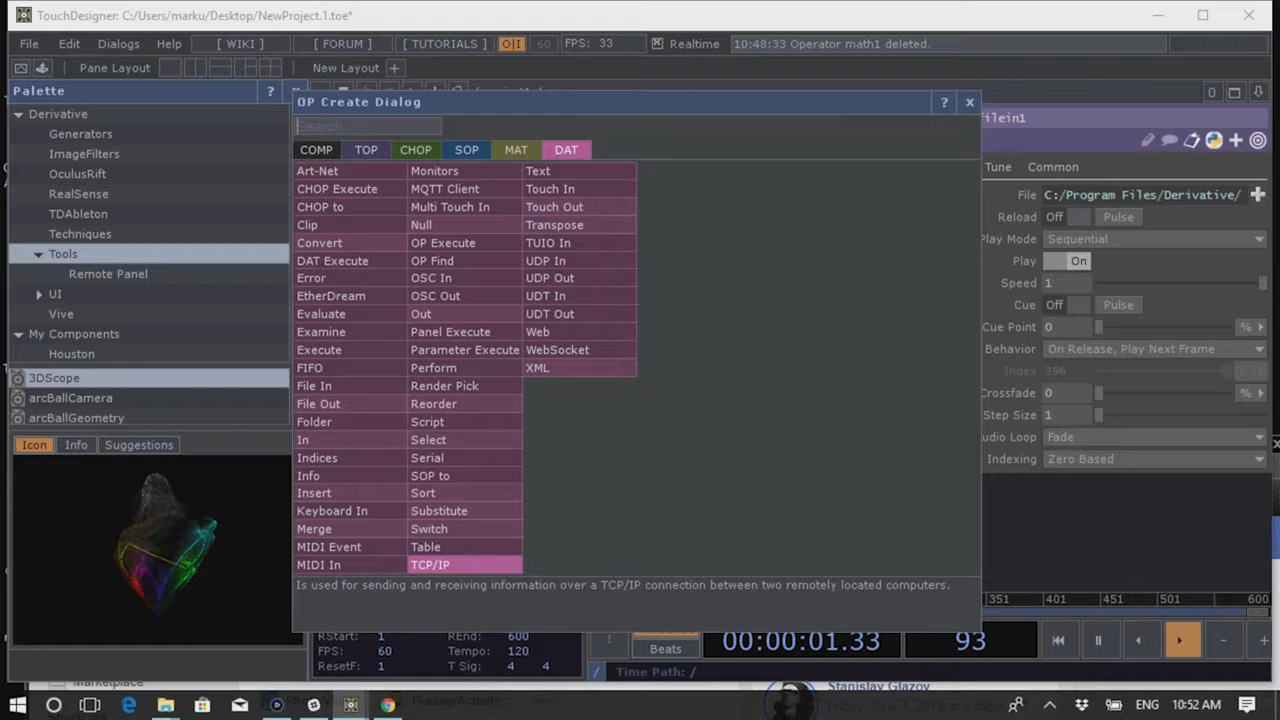 TouchDesigner: C:/Users/marku/Desktop/NewProject.1.toe*
File Edit Dialogs Help [ WIKI ] [ FORUM ] [ TUTORIALS ] O|I 60 FPS: 33 Realtime 10:48:33 Operator math1 deleted.
Pane Layout New Layout +
Palette ?
OP Create Dialog ? x
Search
COMP TOP CHOP SOP MAT DAT
Derivative
Generators
ImageFilters
OculusRift
RealSense
TDAbleton
Techniques
Tools
Remote Panel
UI
Vive
My Components
Houston
3DScope
arcBallCamera
arcBallGeometry
Icon Info Suggestions
Art-Net Monitors Text
CHOP Execute MQTT Client Touch In
CHOP to Multi Touch In Touch Out
Clip Null Transpose
Convert OP Execute TUIO In
DAT Execute OP Find UDP In
Error OSC In UDP Out
EtherDream OSC Out UDT In
Evaluate Out UDT Out
Examine Panel Execute Web
Execute Parameter Execute WebSocket
FIFO Perform XML
File In Render Pick
File Out Reorder
Folder Script
In Select
Indices Serial
Info SOP to
Insert Sort
Keyboard In Substitute
Merge Switch
MIDI Event Table
MIDI In TCP/IP
Is used for sending and receiving information over a TCP/IP connection between two remotely located computers.
filein1
Tune Common
File C:/Program Files/Derivative/
Reload Off Pulse
Play Mode Sequential
Play On
Speed 1
Cue Off Pulse
Cue Point 0 %
Behavior On Release, Play Next Frame
Index 396
Crossfade 0 %
Step Size 1
udio Loop Fade
Indexing Zero Based
351 401 451 501 600
RStart: 1 REnd: 600
FPS: 60 Tempo: 120
ResetF: 1 T Sig: 4 4
Beats 00:00:01.33 93
/ Time Path: /
Marketplace
Stanislav Glazov
ENG 10:52 AM